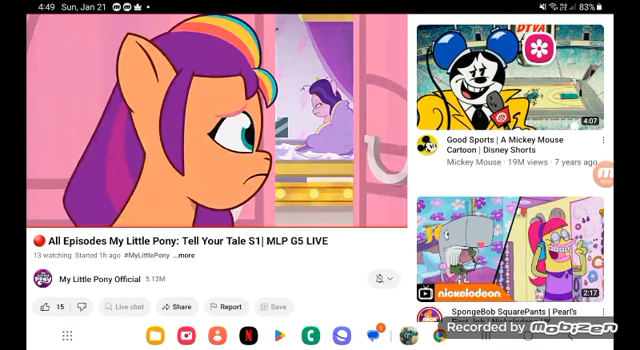 4:49 Sun, Jan 21
83%
DTVA
4:07
Good Sports | A Mickey Mouse
Cartoon | Disney Shorts
Mickey Mouse · 19M views · 7 years ago
All Episodes My Little Pony: Tell Your Tale S1| MLP G5 LIVE
13 watching Started 1h ago #MyLittlePony ...more
My Little Pony Official 5.12M
15
Live chat
Share
Report
Save
nickelodeon
2:17
SpongeBob SquarePants | Pearl's
Recorded by MOBIZEN